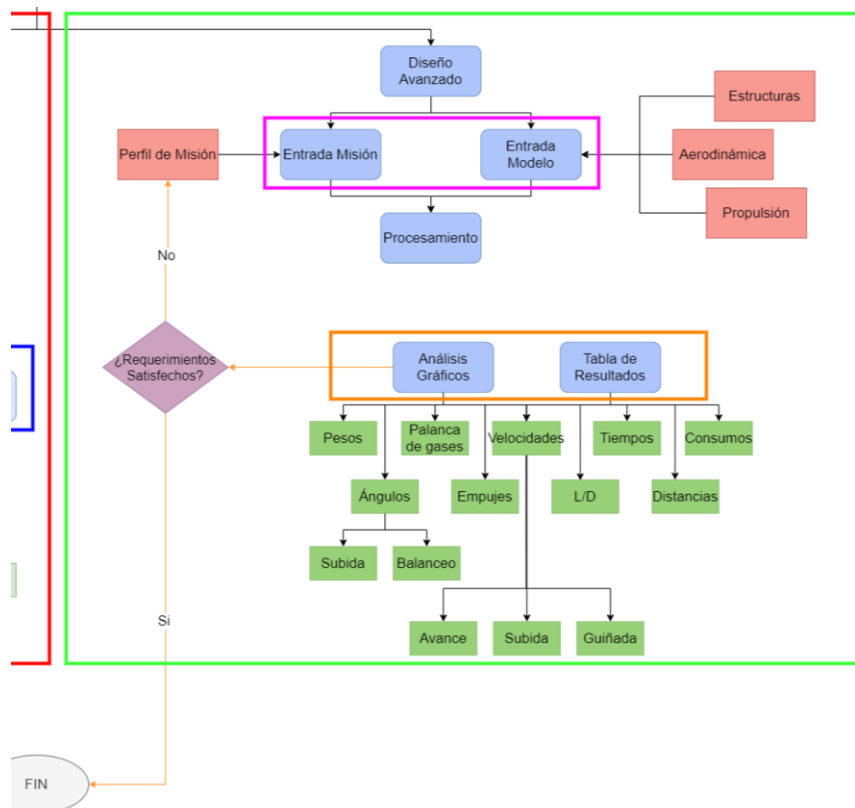 Diseño
Avanzado
Estructuras
Perfil de Misión
Entrada Misión
Entrada
Modelo
Aerodinámica
Propulsión
Procesamiento
No
¿Requerimientos
Satisfechos?
Análisis
Gráficos
Tabla de
Resultados
Pesos
Palanca
de gases
Velocidades
Tiempos
Consumos
Ángulos
Empujes
L/D
Distancias
Subida
Balanceo
Si
Avance
Subida
Guiñada
FIN